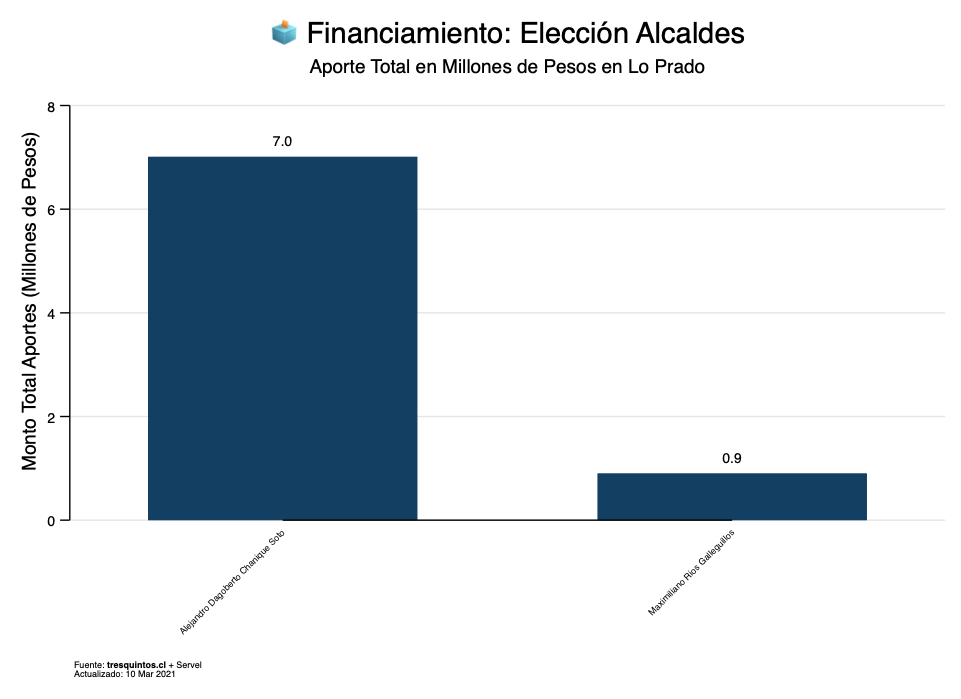 Financiamiento: Elección Alcaldes
Aporte Total en Millones de Pesos en Lo Prado
Monto Total Aportes (Millones de Pesos)
8
6
4
2
0
7.0
0.9
Alejandro Dagoberto Chanique Soto
Maximiliano Rios Galleguillos
Fuente: tresquintos.cl + Servel
Actualizado: 10 Mar 2021